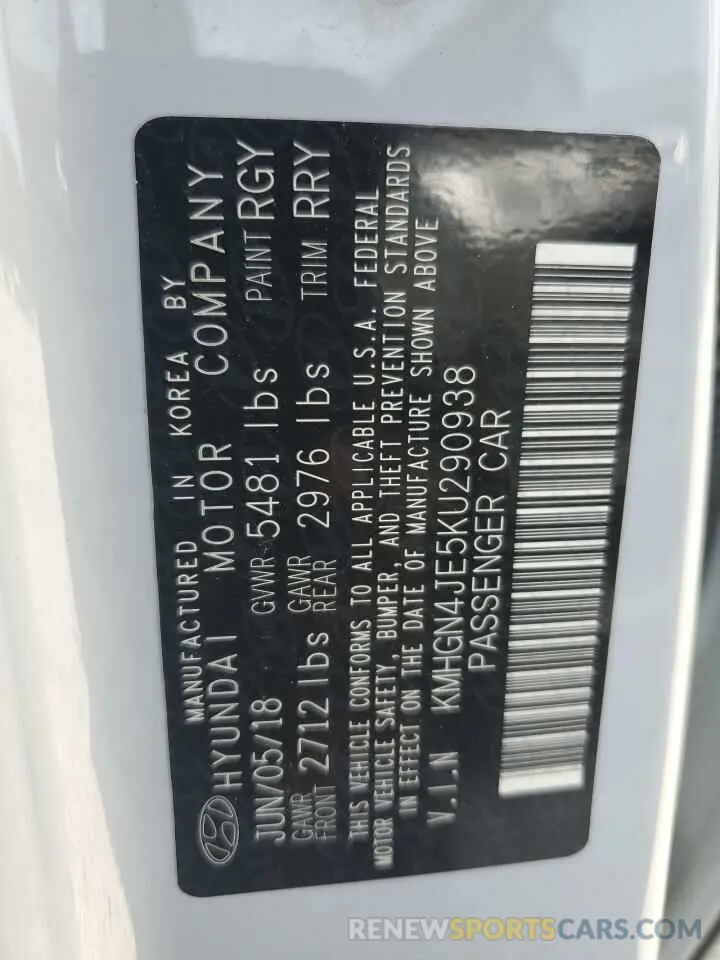 MANUFACTURED IN KOREA BY
HYUNDAI MOTOR COMPANY
JUN/05/18 GVWR 5481 lbs PAINT RGY
GAWR FRONT 2712 lbs GAWR REAR 2976 lbs TRIM RRY
THIS VEHICLE CONFORMS TO ALL APPLICABLE U.S.A. FEDERAL
MOTOR VEHICLE SAFETY, BUMPER, AND THEFT PREVENTION STANDARDS
IN EFFECT ON THE DATE OF MANUFACTURE SHOWN ABOVE
V.I.N KMHGN4JE5KU290938
PASSENGER CAR
RENEWSPORTSCARS.COM